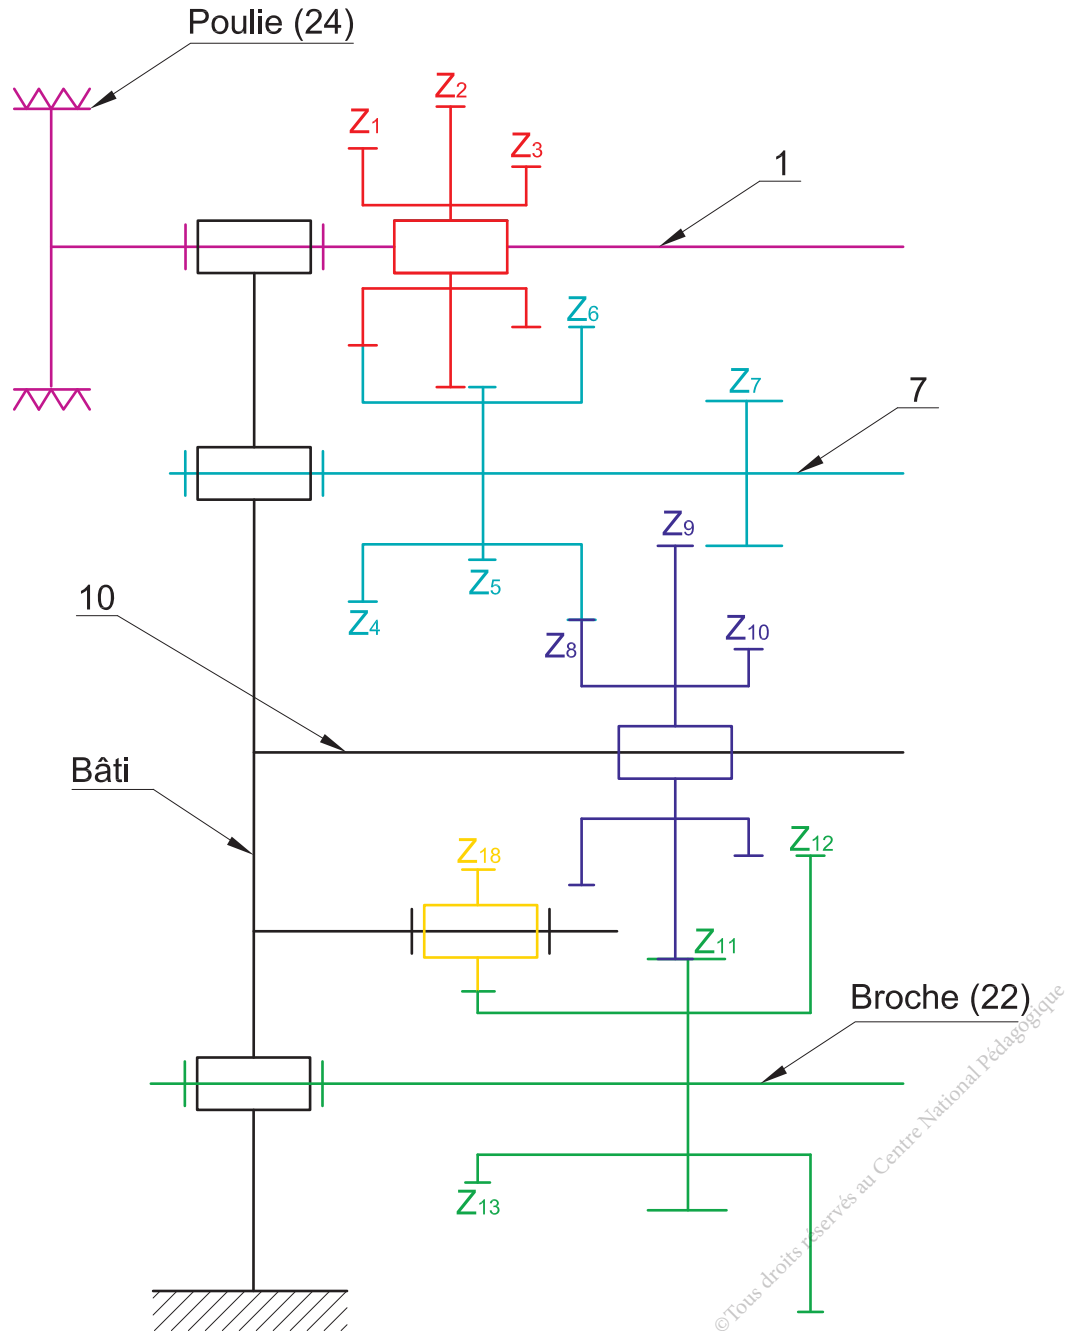 Poulie (24)
Z2
Z1
Z3
1
Z6
Z7
7
Z9
Z5
10
Z4
Z8
Z10
Bâti
Z18
Z12
Z11
Broche (22)
Z13
©Tous droits réservés au Centre National Pédagogique